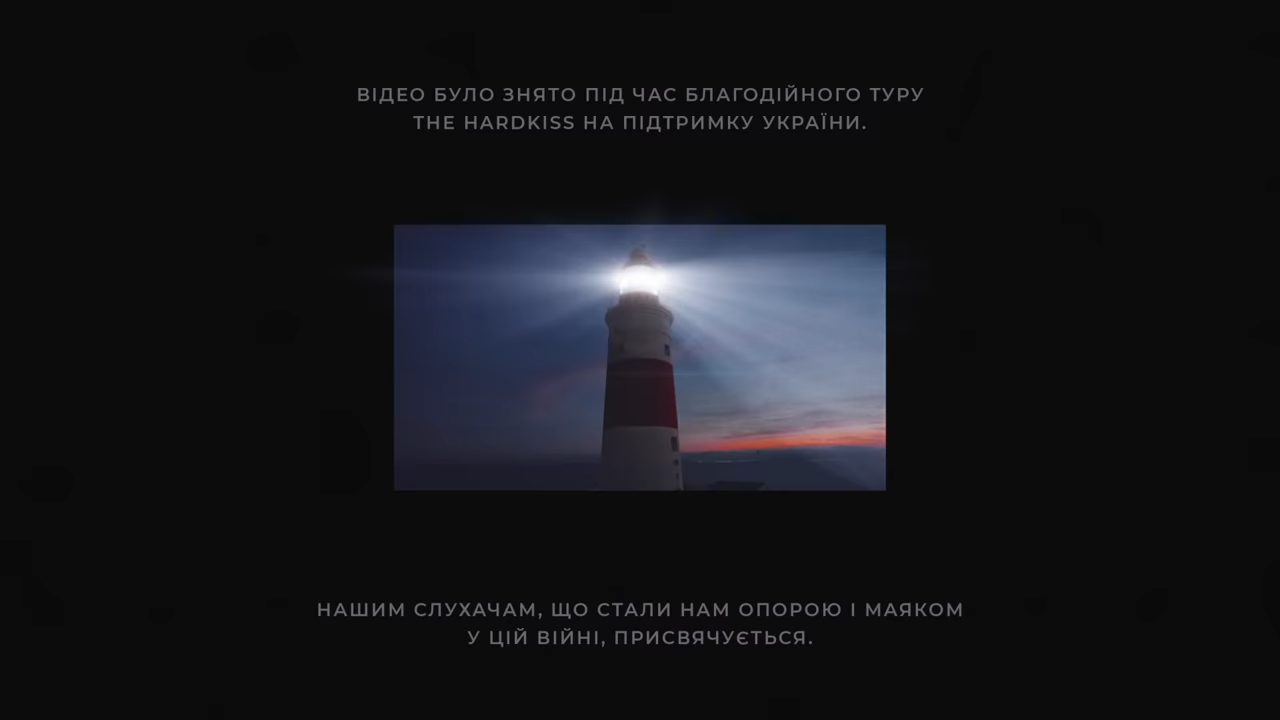 ВІДЕО БУЛО ЗНЯТО ПІД ЧАС БЛАГОДІЙНОГО ТУРУ
THE HARDKISS НА ПІДТРИМКУ УКРАЇНИ.
НАШИМ СЛУХАЧАМ, ЩО СТАЛИ НАМ ОПОРОЮ І МАЯКОМ
У ЦІЙ ВІЙНІ, ПРИСВЯЧУЄТЬСЯ.